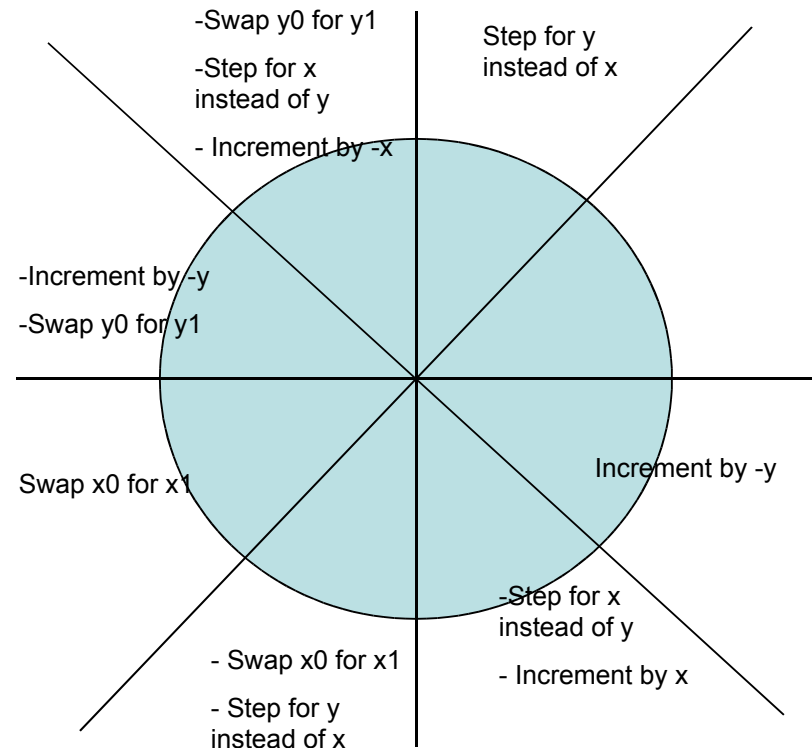 -Swap y0 for y1
-Step for x
instead of y
- Increment by -x
Step for y
instead of x
-Increment by -y
-Swap y0 for y1
Swap x0 for x1
Increment by -y
-Step for x
instead of y
- Increment by x
- Swap x0 for x1
- Step for y
instead of x